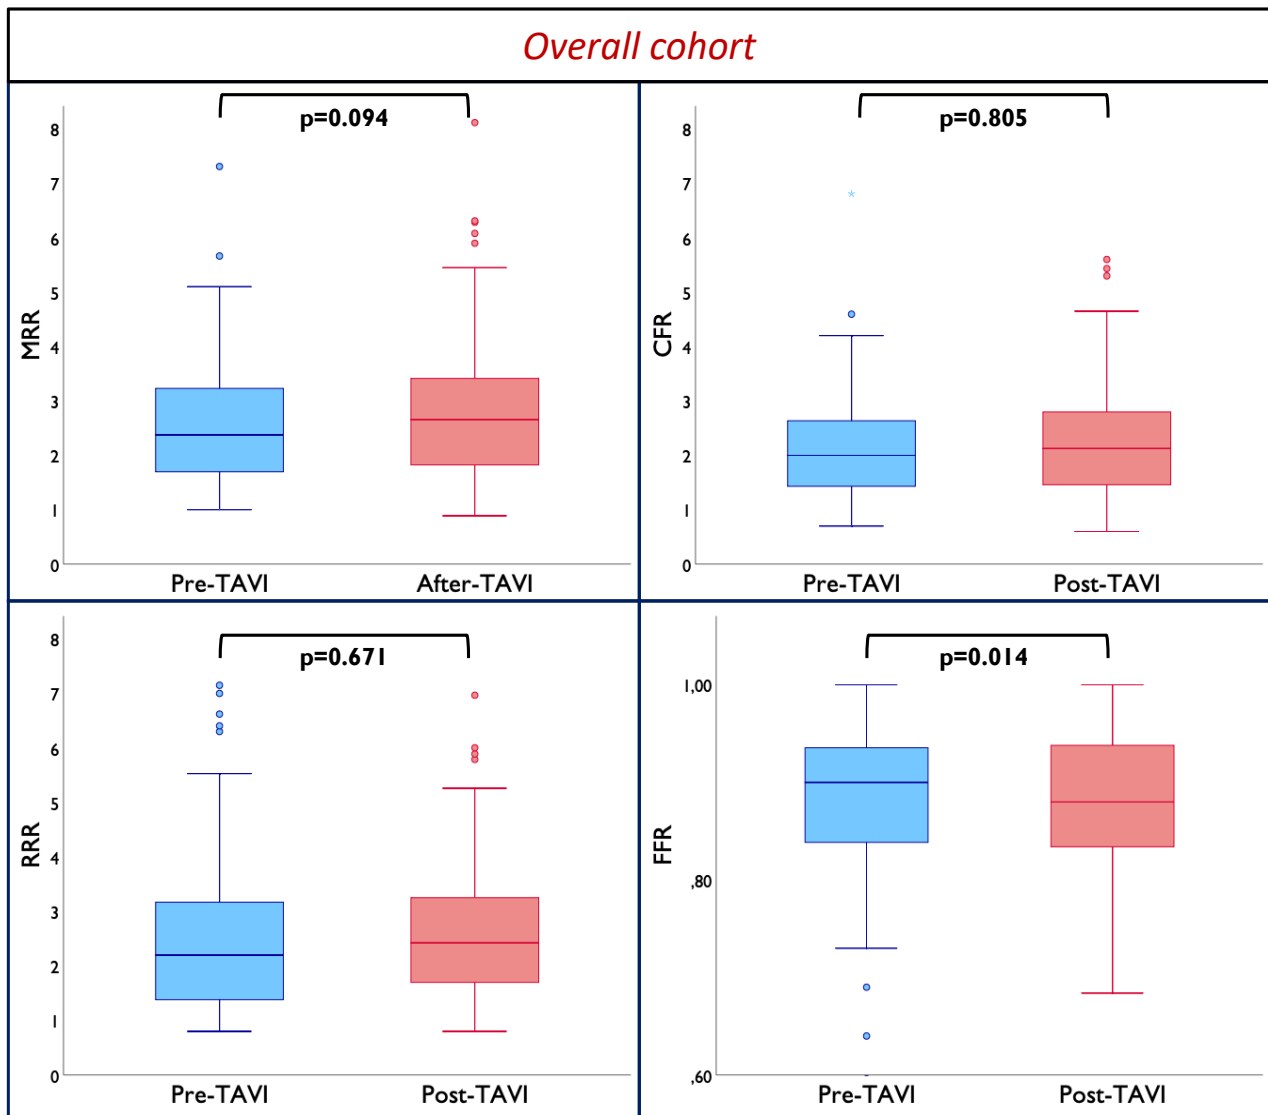 Overall cohort
p=0.094
8
7
6
5
4
3
2
1
0
MRR
Pre-TAVI After-TAVI
p=0.805
8
7
6
5
4
3
2
1
0
CFR
Pre-TAVI Post-TAVI
p=0.671
8
7
6
5
4
3
2
1
0
RRR
Pre-TAVI Post-TAVI
p=0.014
1,00
,80
,60
FFR
Pre-TAVI Post-TAVI